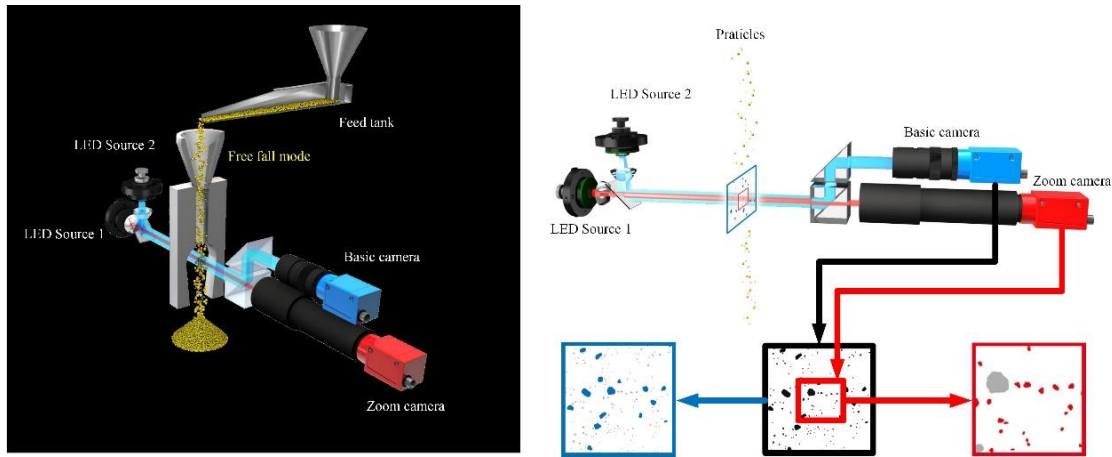 Feed tank
LED Source 2
Free fall mode
LED Source 1
Basic camera
Zoom camera
Praticles
LED Source 2
Basic camera
Zoom camera
LED Source 1